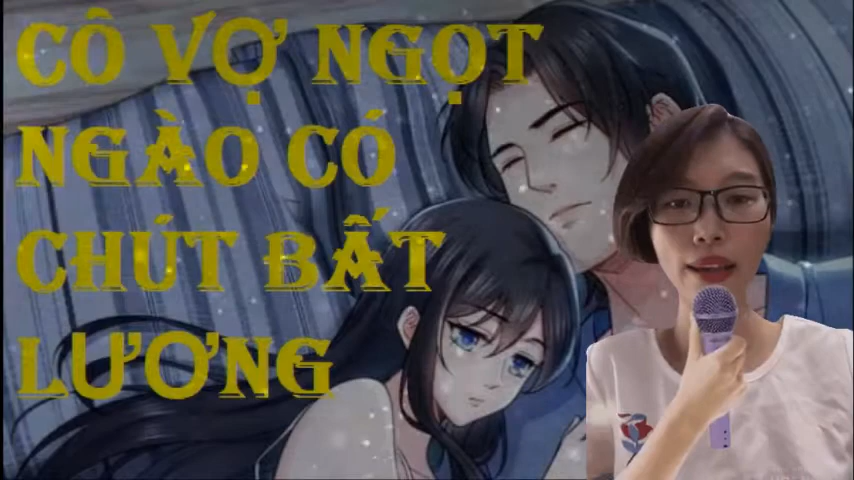 CÔ VỢ NGỌT
NGÀO CÓ
CHÚT BẤT
LƯƠNG